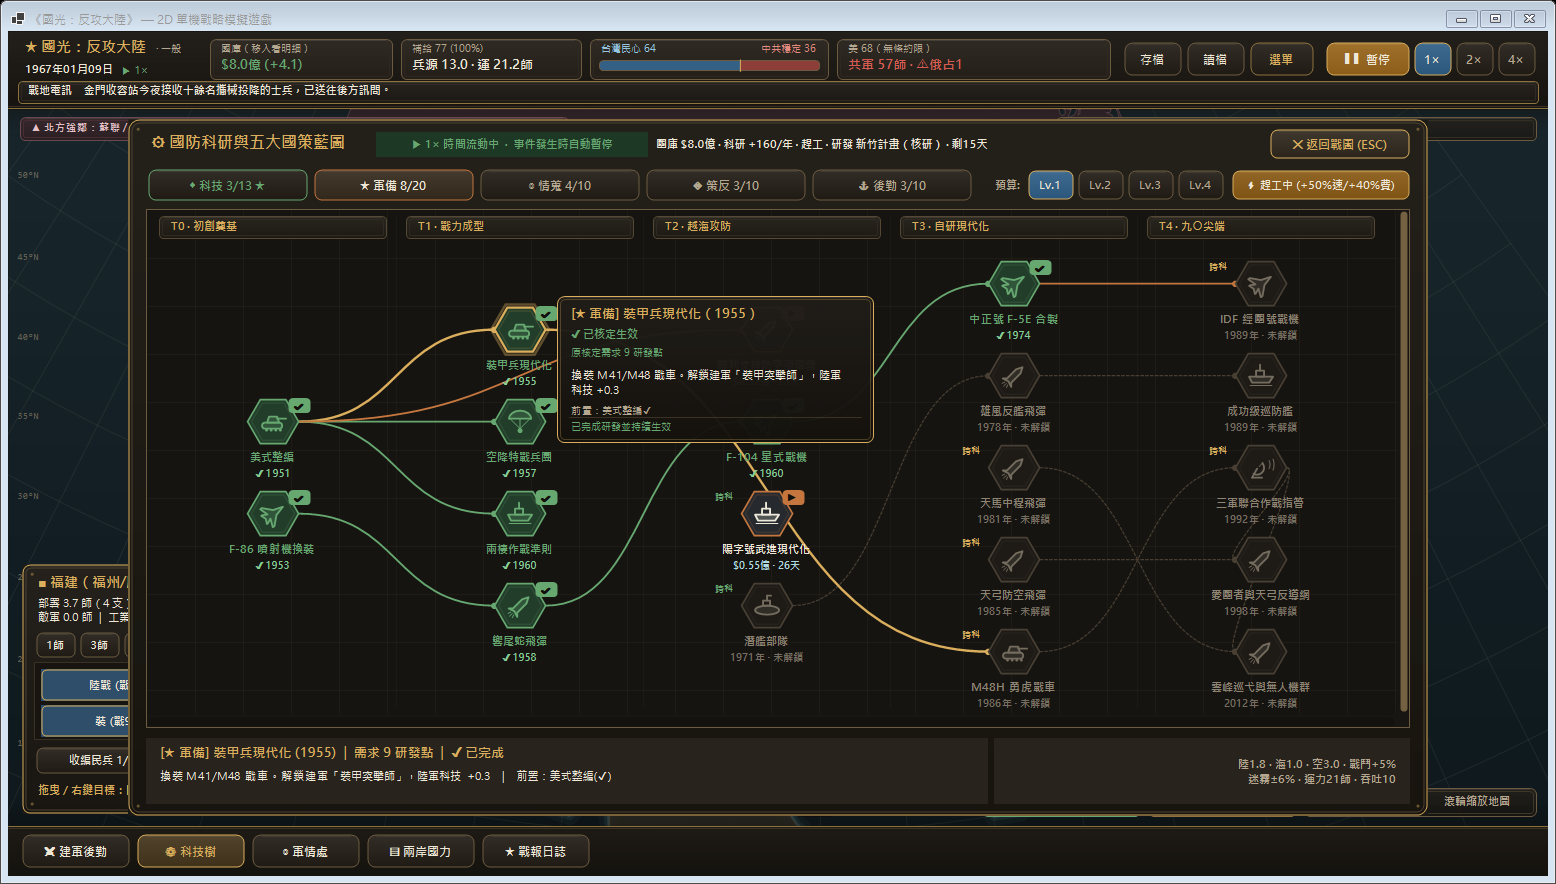 《國光：反攻大陸》 — 2D 單機戰略模擬遊戲
★ 國光：反攻大陸 · 一般
1967年01月09日 ▶ 1×
國庫 ( 移入看明細 )
$8.0億 (+4.1)
補給 77 (100%)
兵源 13.0 · 運 21.2師
台灣民心 64
中共穩定 36
美 68 ( 無條約限 )
共軍 57師 · ⚠俄占1
存檔
讀檔
選單
暫停
1×
2×
4×
戰地電訊 金門收容站今夜接收十餘名攜械投降的士兵，已送往後方訊問。
▲ 北方強鄰：蘇聯 /
國防科研與五大國策藍圖
▶ 1× 時間流動中 · 事件發生時自動暫停
國庫 $8.0億 · 科研 +160/年 · 趕工 · 研發 新竹計畫 ( 核研 ) · 剩15天
✕ 返回戰圖 (ESC)
科技 3/13 ★
★ 軍備 8/20
情蒐 4/10
◆ 策反 3/10
後勤 3/10
預算:
Lv.1
Lv.2
Lv.3
Lv.4
趕工中 (+50%速/+40%費)
T0 · 初創奠基
T1 · 戰力成型
T2 · 越海攻防
T3 · 自研現代化
T4 · 九〇尖端
50°N
45°N
40°N
35°N
30°N
跨科
中正號 F-5E 合製
✔ 1974
IDF 經國號戰機
1989年 · 未解鎖
[★ 軍備] 裝甲兵現代化 ( 1955 )
✔ 已核定生效
原核定需求 9 研發點
換裝 M41/M48 戰車。解鎖建軍「裝甲突擊師」，陸軍
科技 +0.3
前置：美式整編✔
已完成研發並持續生效
裝甲兵現代化
✔ 1955
雄風反艦飛彈
1978年 · 未解鎖
成功級巡防艦
1989年 · 未解鎖
美式整編
✔ 1951
空降特戰兵團
✔ 1957
F-104 星式戰機
✔ 1960
跨科
天馬中程飛彈
1981年 · 未解鎖
跨科
三軍聯合作戰指管
1992年 · 未解鎖
F-86 噴射機換裝
✔ 1953
兩棲作戰準則
✔ 1960
跨科
陽字號武進現代化
$0.55億 · 26天
跨科
天弓防空飛彈
1985年 · 未解鎖
愛國者與天弓反導網
1998年 · 未解鎖
響尾蛇飛彈
✔ 1958
跨科
潛艦部隊
1971年 · 未解鎖
跨科
M48H 勇虎戰車
1986年 · 未解鎖
雲峰巡弋與無人機群
2012年 · 未解鎖
■ 福建 ( 福州/
部署 3.7 師 ( 4 支
敵軍 0.0 師 | 工業
1師
3師
陸戰 (戰
裝 (戰9
收編民兵 1/
拖曳 / 右鍵目標：
[★ 軍備] 裝甲兵現代化 (1955) | 需求 9 研發點 | ✔ 已完成
換裝 M41/M48 戰車。解鎖建軍「裝甲突擊師」，陸軍科技 +0.3 | 前置：美式整編(✔)
陸1.8 · 海1.0 · 空3.0 · 戰鬥+5%
迷霧±6% · 運力21師 · 吞吐10
滾輪縮放地圖
建軍後勤
科技樹
軍情處
兩岸國力
★ 戰報日誌